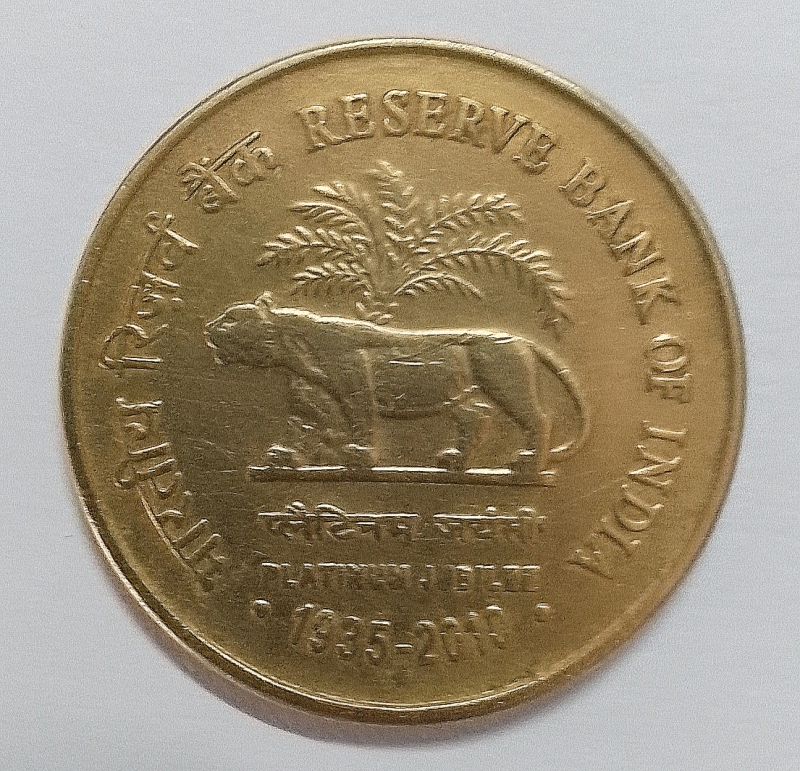 भारतीय रिज़र्व बैंक
RESERVE BANK OF INDIA
प्लैटिनम जयंती
PLATINUM JUBILEE
1935-2010